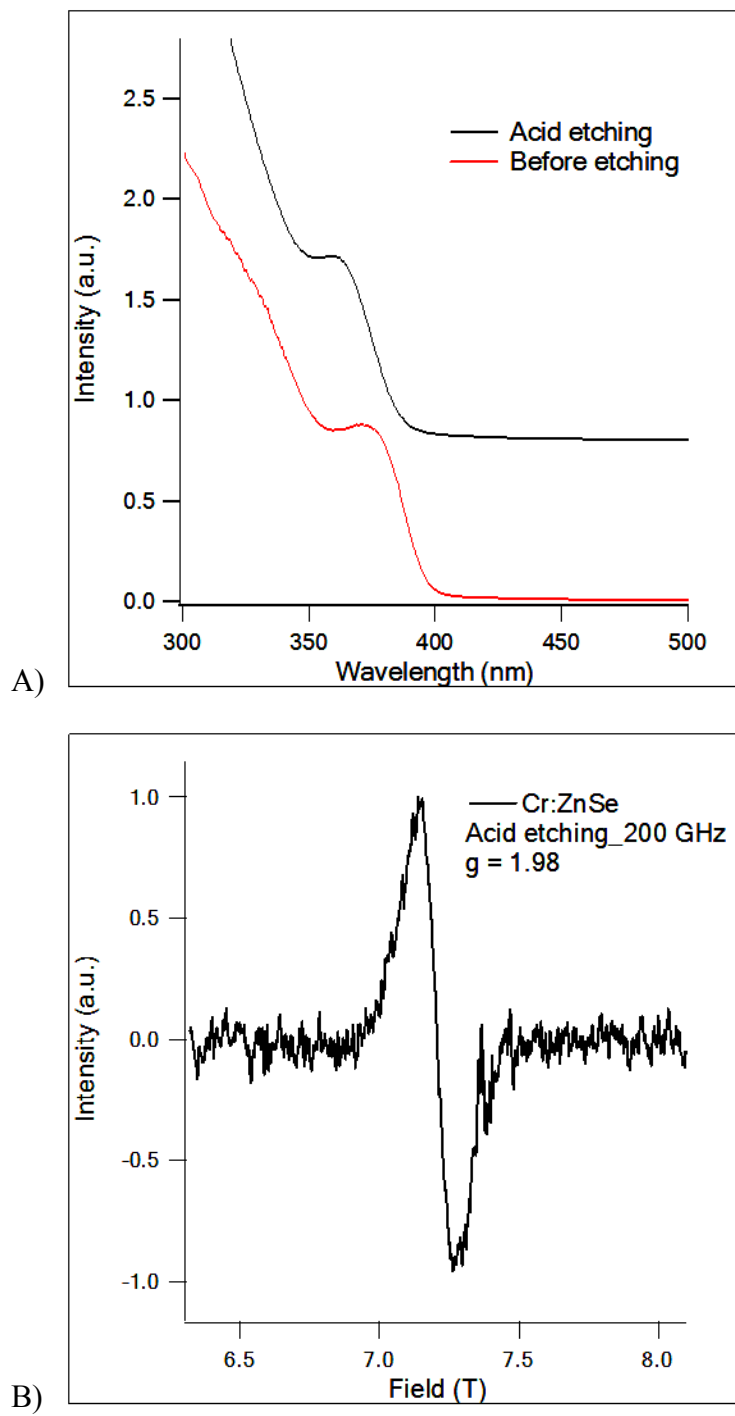 2.5
2.0
1.5
1.0
0.5
0.0
Intensity (a.u.)
Acid etching
Before etching
300 350 400 450 500
Wavelength (nm)
A)
1.0
0.5
0.0
-0.5
-1.0
Intensity (a.u.)
Cr:ZnSe
Acid etching_200 GHz
g = 1.98
6.5 7.0 7.5 8.0
Field (T)
B)